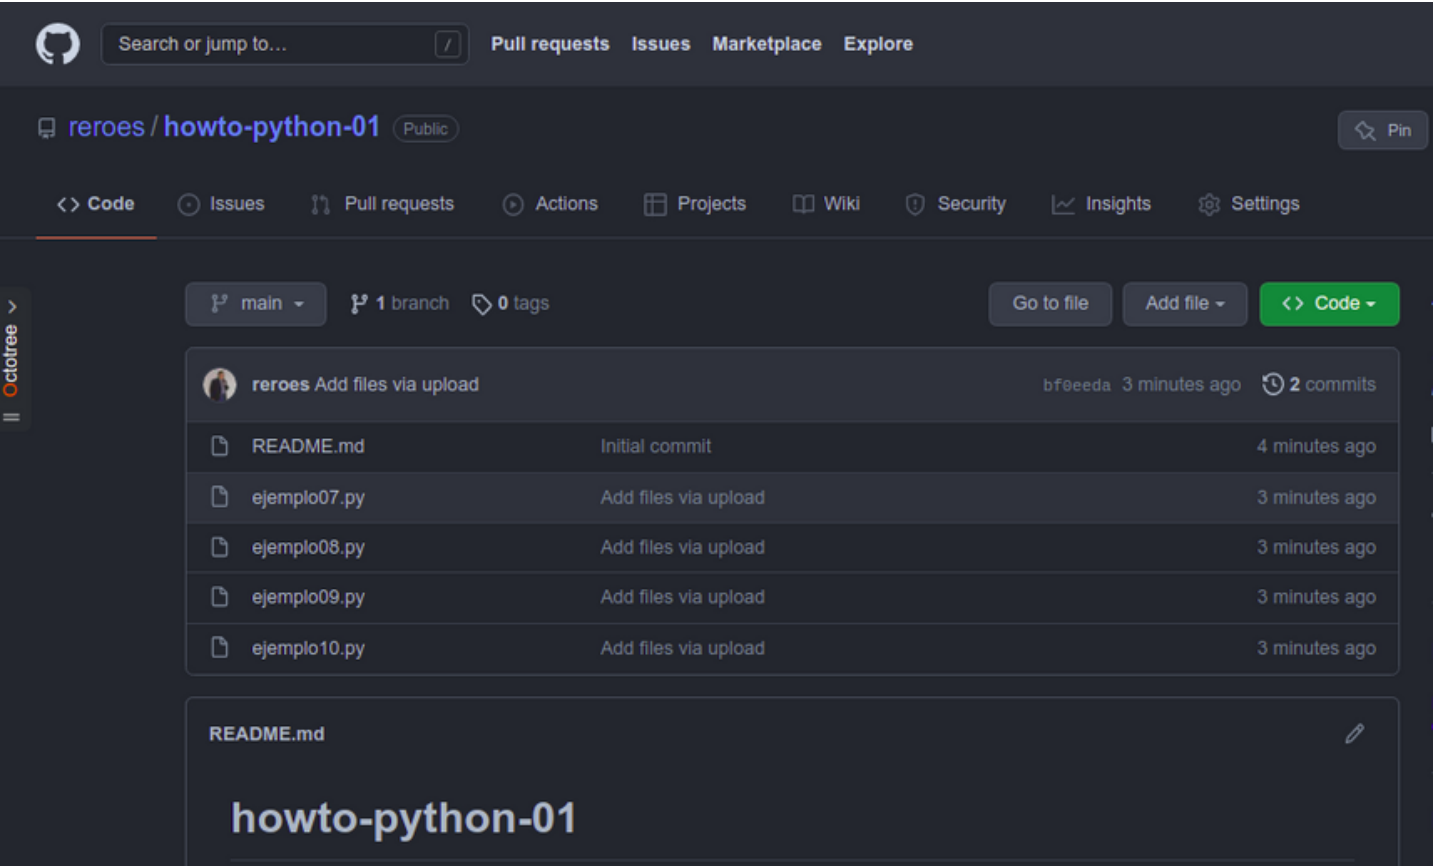 Search or jump to... / Pull requests Issues Marketplace Explore
reroes / howto-python-01 Public Pin
<> Code Issues Pull requests Actions Projects Wiki Security Insights Settings
main 1 branch 0 tags Go to file Add file <> Code
Octotree
reroes Add files via upload bf0eeda 3 minutes ago 2 commits
README.md Initial commit 4 minutes ago
ejemplo07.py Add files via upload 3 minutes ago
ejemplo08.py Add files via upload 3 minutes ago
ejemplo09.py Add files via upload 3 minutes ago
ejemplo10.py Add files via upload 3 minutes ago
README.md
howto-python-01